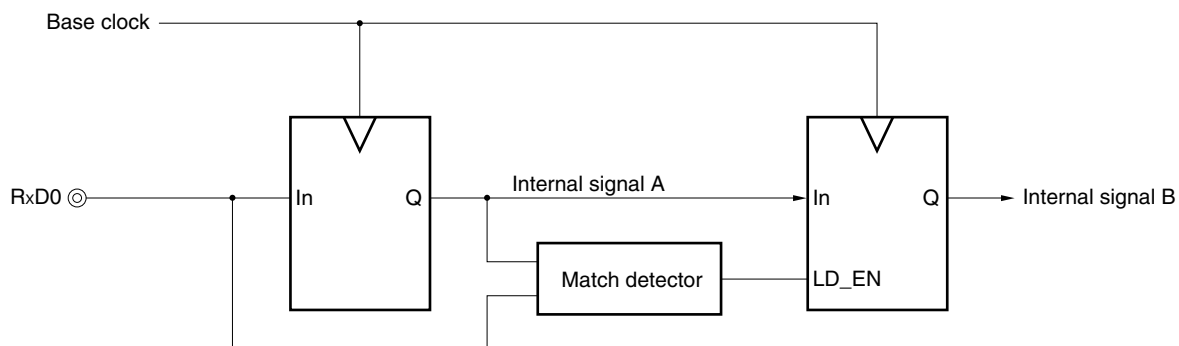 Base clock
RxD0
In
Q
Internal signal A
In
Q
Internal signal B
Match detector
LD_EN